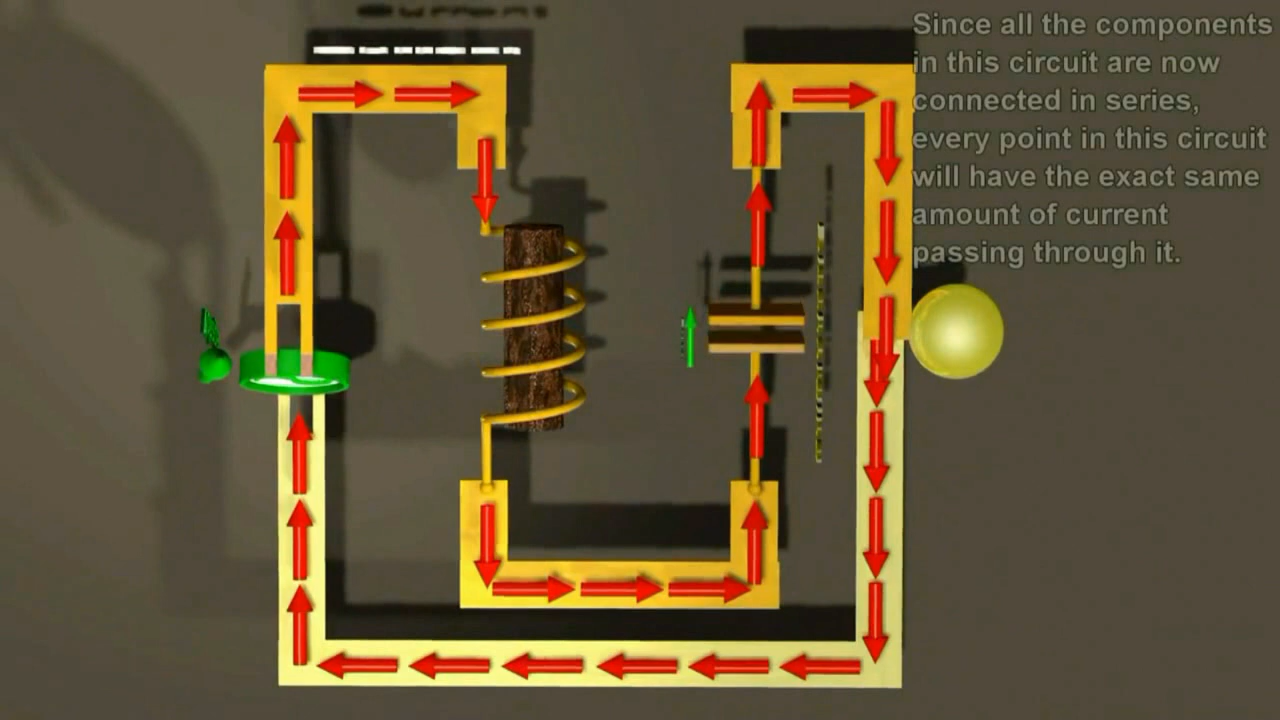 Since all the components
in this circuit are now
connected in series,
every point in this circuit
will have the exact same
amount of current
passing through it.